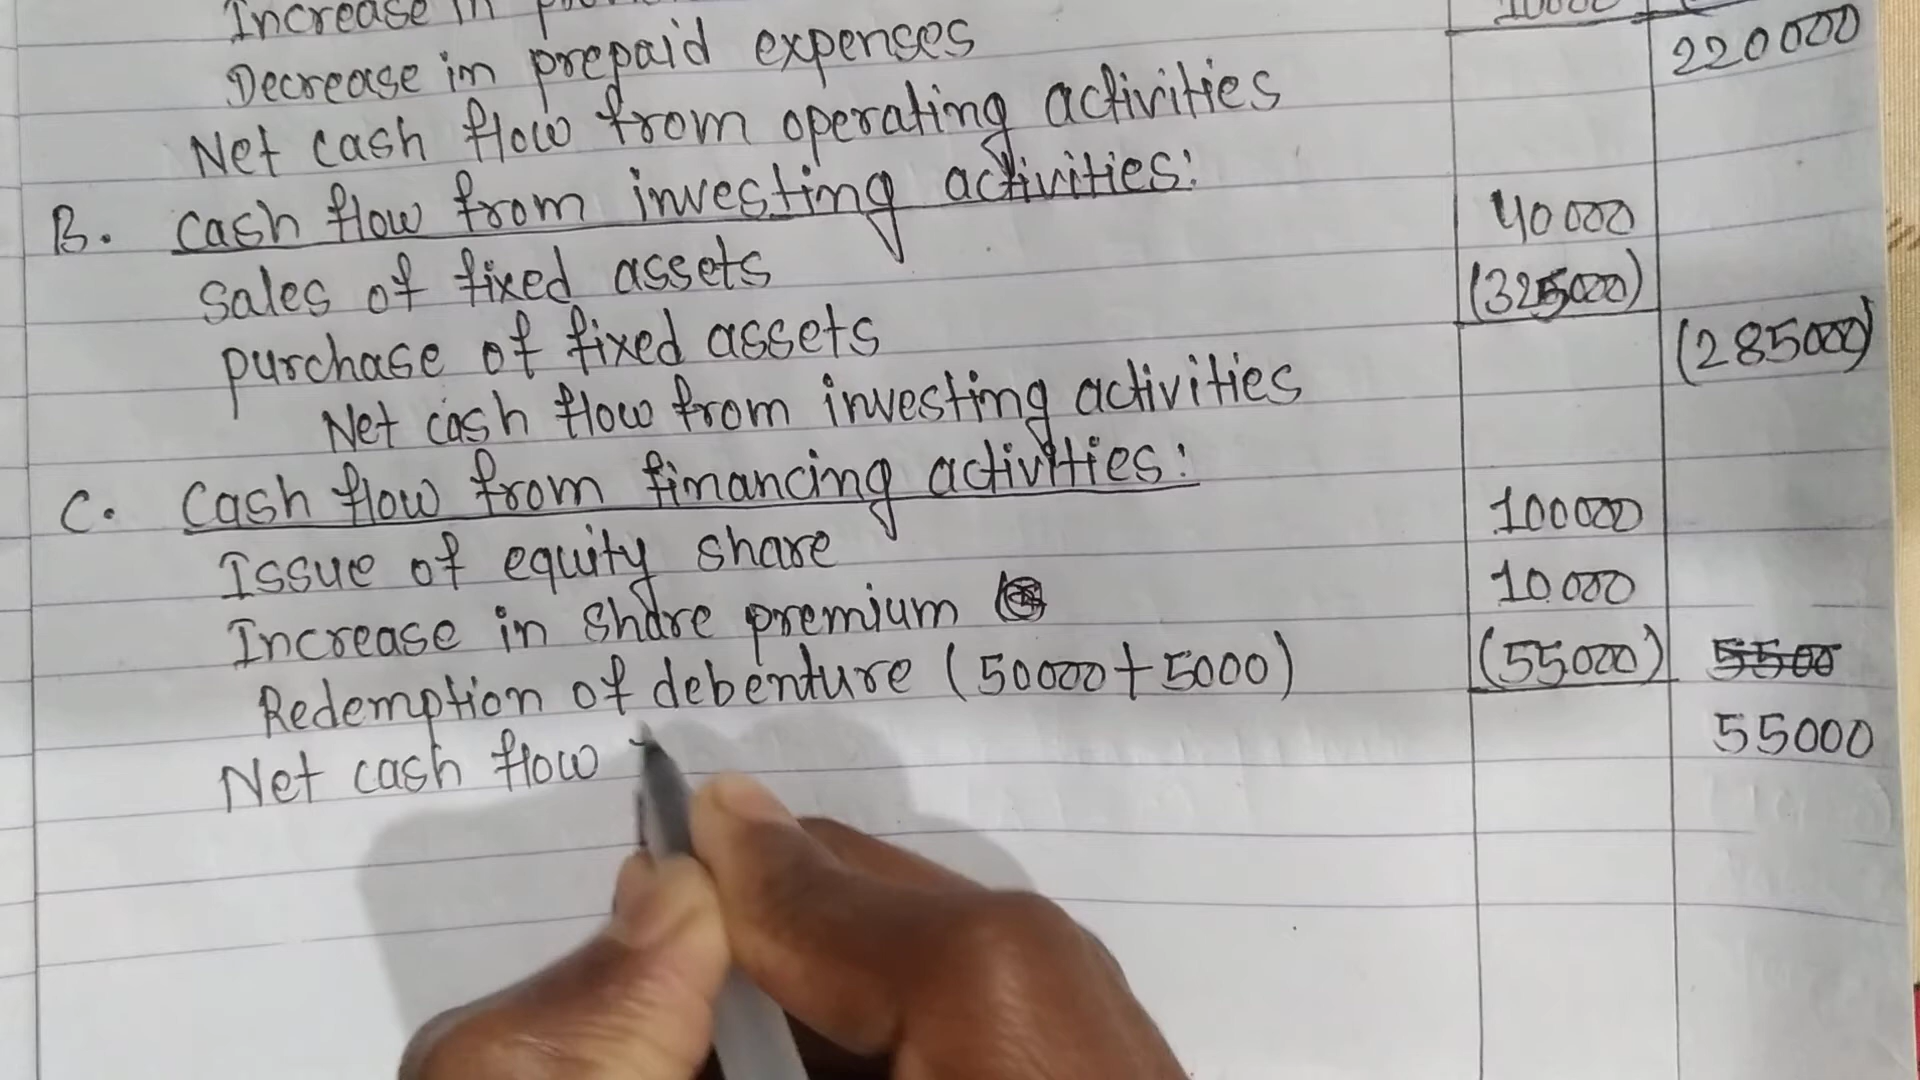 Increase in
10000
Decrease in prepaid expenses
220000
Net cash flow from operating activities
B. Cash flow from investing activities:
Sales of fixed assets 40000
purchase of fixed assets (325000)
Net cash flow from investing activities (285000)
C. Cash flow from financing activities:
Issue of equity share 100000
Increase in share premium 10000
Redemption of debenture (50000+5000) (55000) 5500
Net cash flow 55000